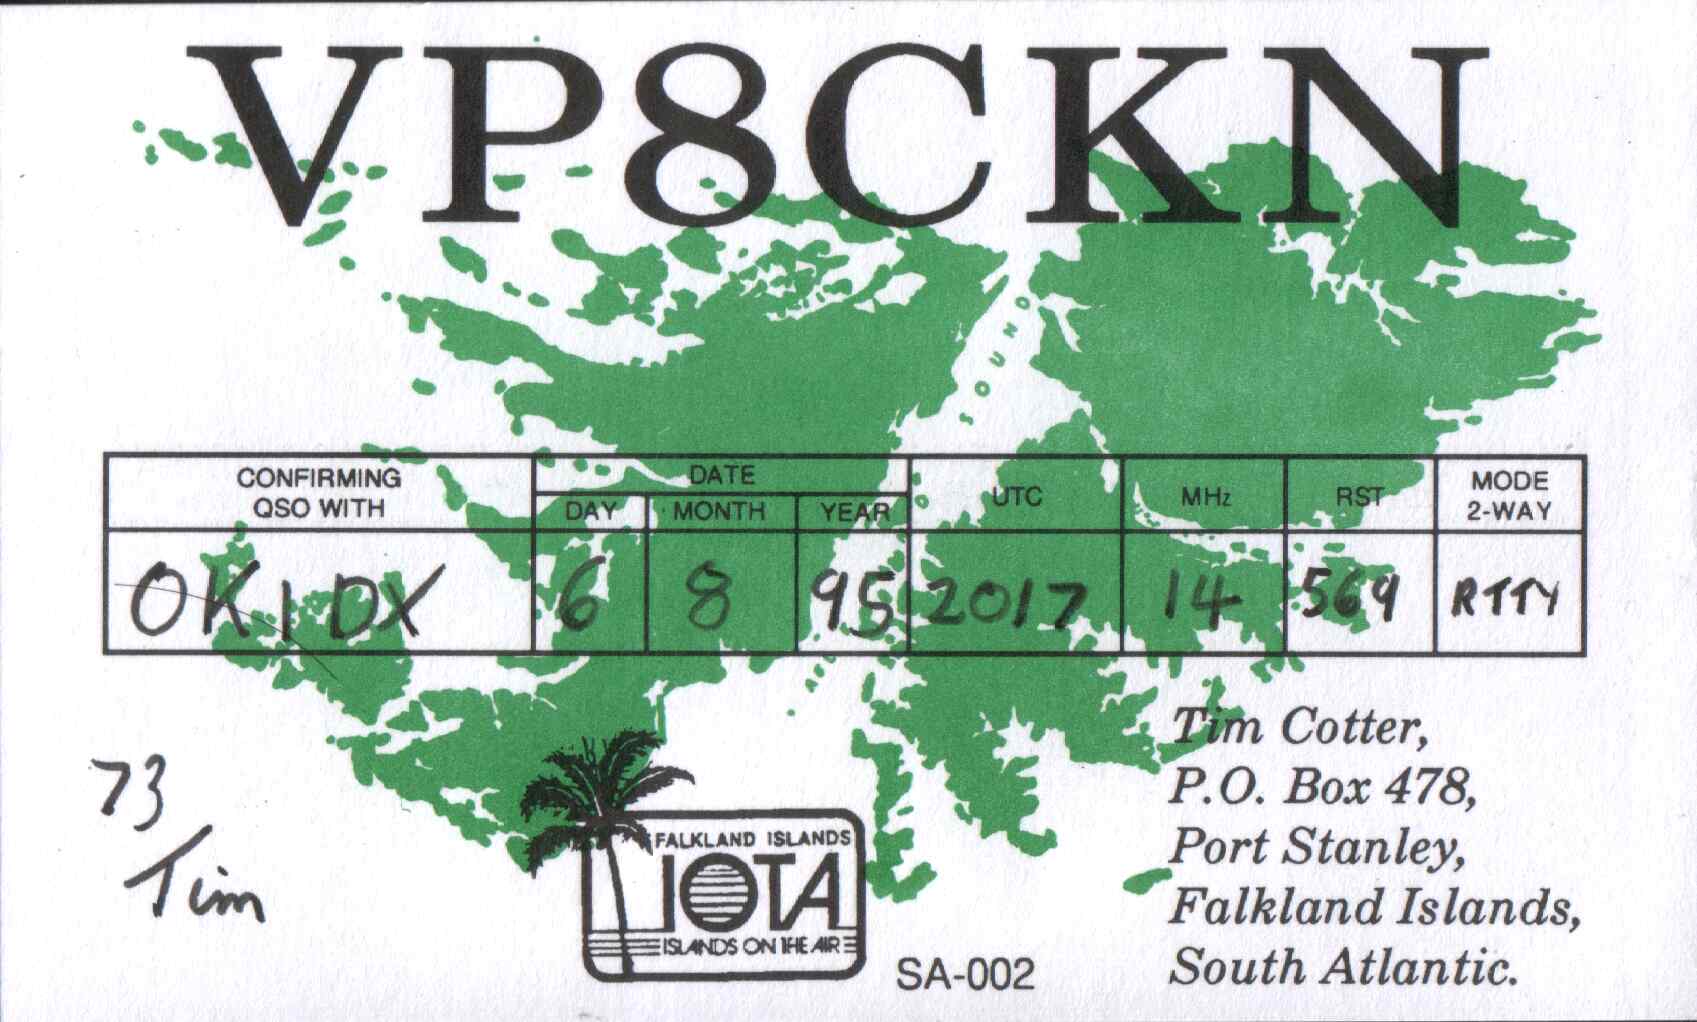 VP8CKN
SOUND
CONFIRMING
QSO WITH
DATE
DAY MONTH YEAR
UTC
MHz
RST
MODE
2-WAY
OK1DX 6 8 95 2017 14 569 RTTY
73
Tim
FALKLAND ISLANDS
IOTA
ISLANDS ON THE AIR
SA-002
Tim Cotter,
P.O. Box 478,
Port Stanley,
Falkland Islands,
South Atlantic.